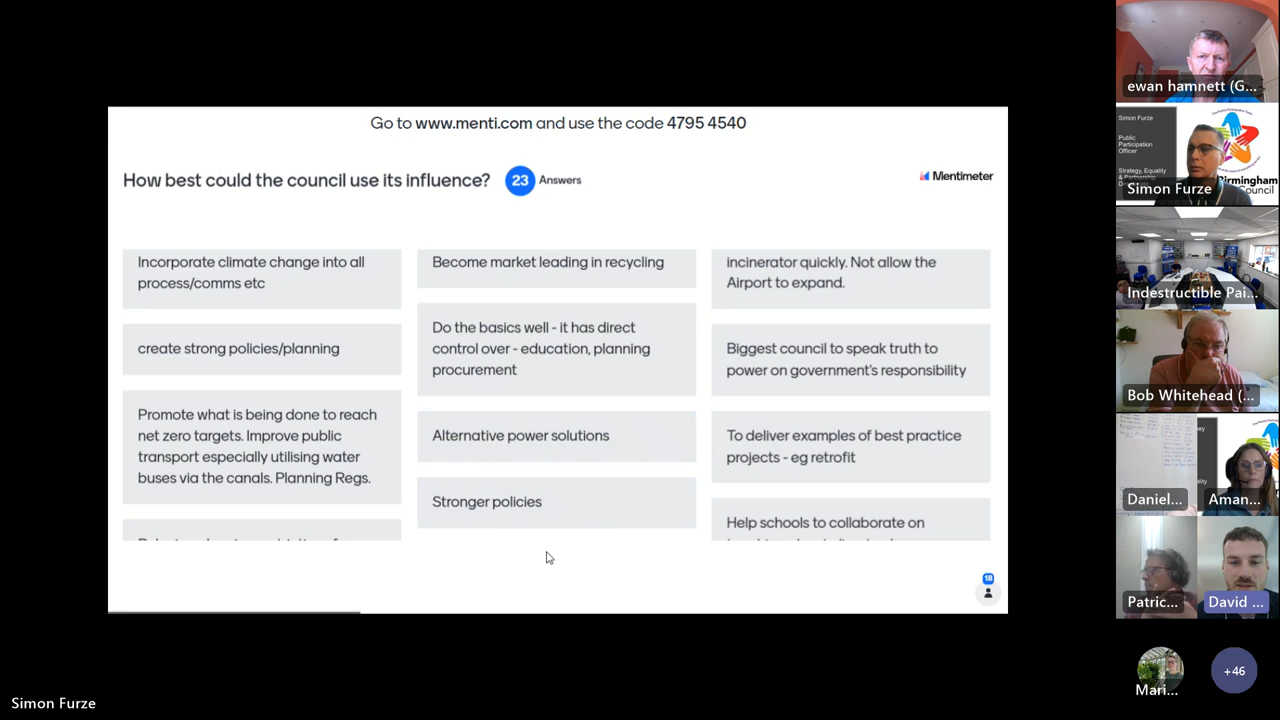 Go to www.menti.com and use the code 4795 4540
How best could the council use its influence?
23 Answers
Mentimeter
Incorporate climate change into all
process/comms etc
create strong policies/planning
Promote what is being done to reach
net zero targets. Improve public
transport especially utilising water
buses via the canals. Planning Regs.
Become market leading in recycling
Do the basics well - it has direct
control over - education, planning
procurement
Alternative power solutions
Stronger policies
incinerator quickly. Not allow the
Airport to expand.
Biggest council to speak truth to
power on government's responsibility
To deliver examples of best practice
projects - eg retrofit
Help schools to collaborate on
18
ewan hamnett (G...
Simon Furze
Public
Participation
Officer
Strategy, Equality
& Partnership
Simon Furze
Birmingham
Council
Indestructible Pai...
Bob Whitehead (...
Daniel...
Aman...
Patric...
David ...
Mari...
+46
Simon Furze